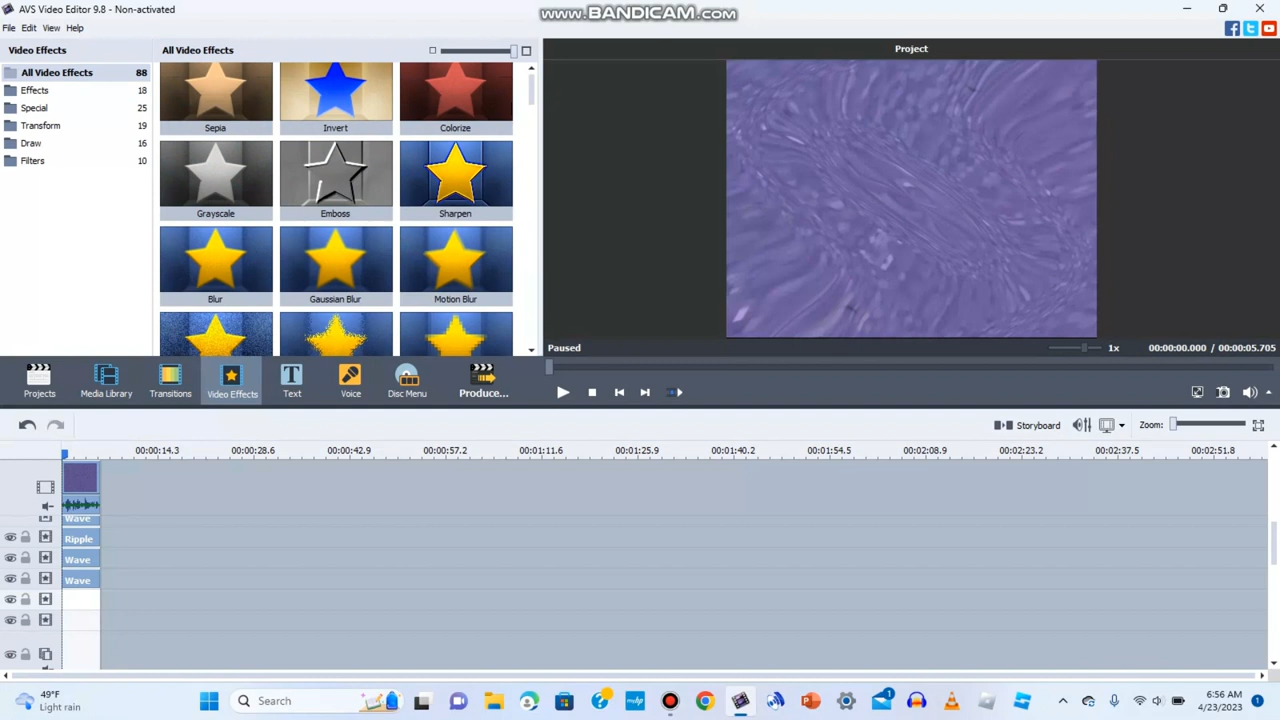 AVS Video Editor 9.8 - Non-activated
www.BANDICAM.com
File Edit View Help
Video Effects
All Video Effects
Project
All Video Effects 88
Effects 18
Special 25
Transform 19
Draw 16
Filters 10
Sepia Invert Colorize
Grayscale Emboss Sharpen
Blur Gaussian Blur Motion Blur
Paused
1x 00:00:00.000 / 00:00:05.705
Projects Media Library Transitions Video Effects Text Voice Disc Menu Produce...
Storyboard
Zoom:
00:00:14.3 00:00:28.6 00:00:42.9 00:00:57.2 00:01:11.6 00:01:25.9 00:01:40.2 00:01:54.5 00:02:08.9 00:02:23.2 00:02:37.5 00:02:51.8
Wave
Ripple
Wave
Wave
49°F
Light rain
Search
myhp
1
6:56 AM
4/23/2023
1